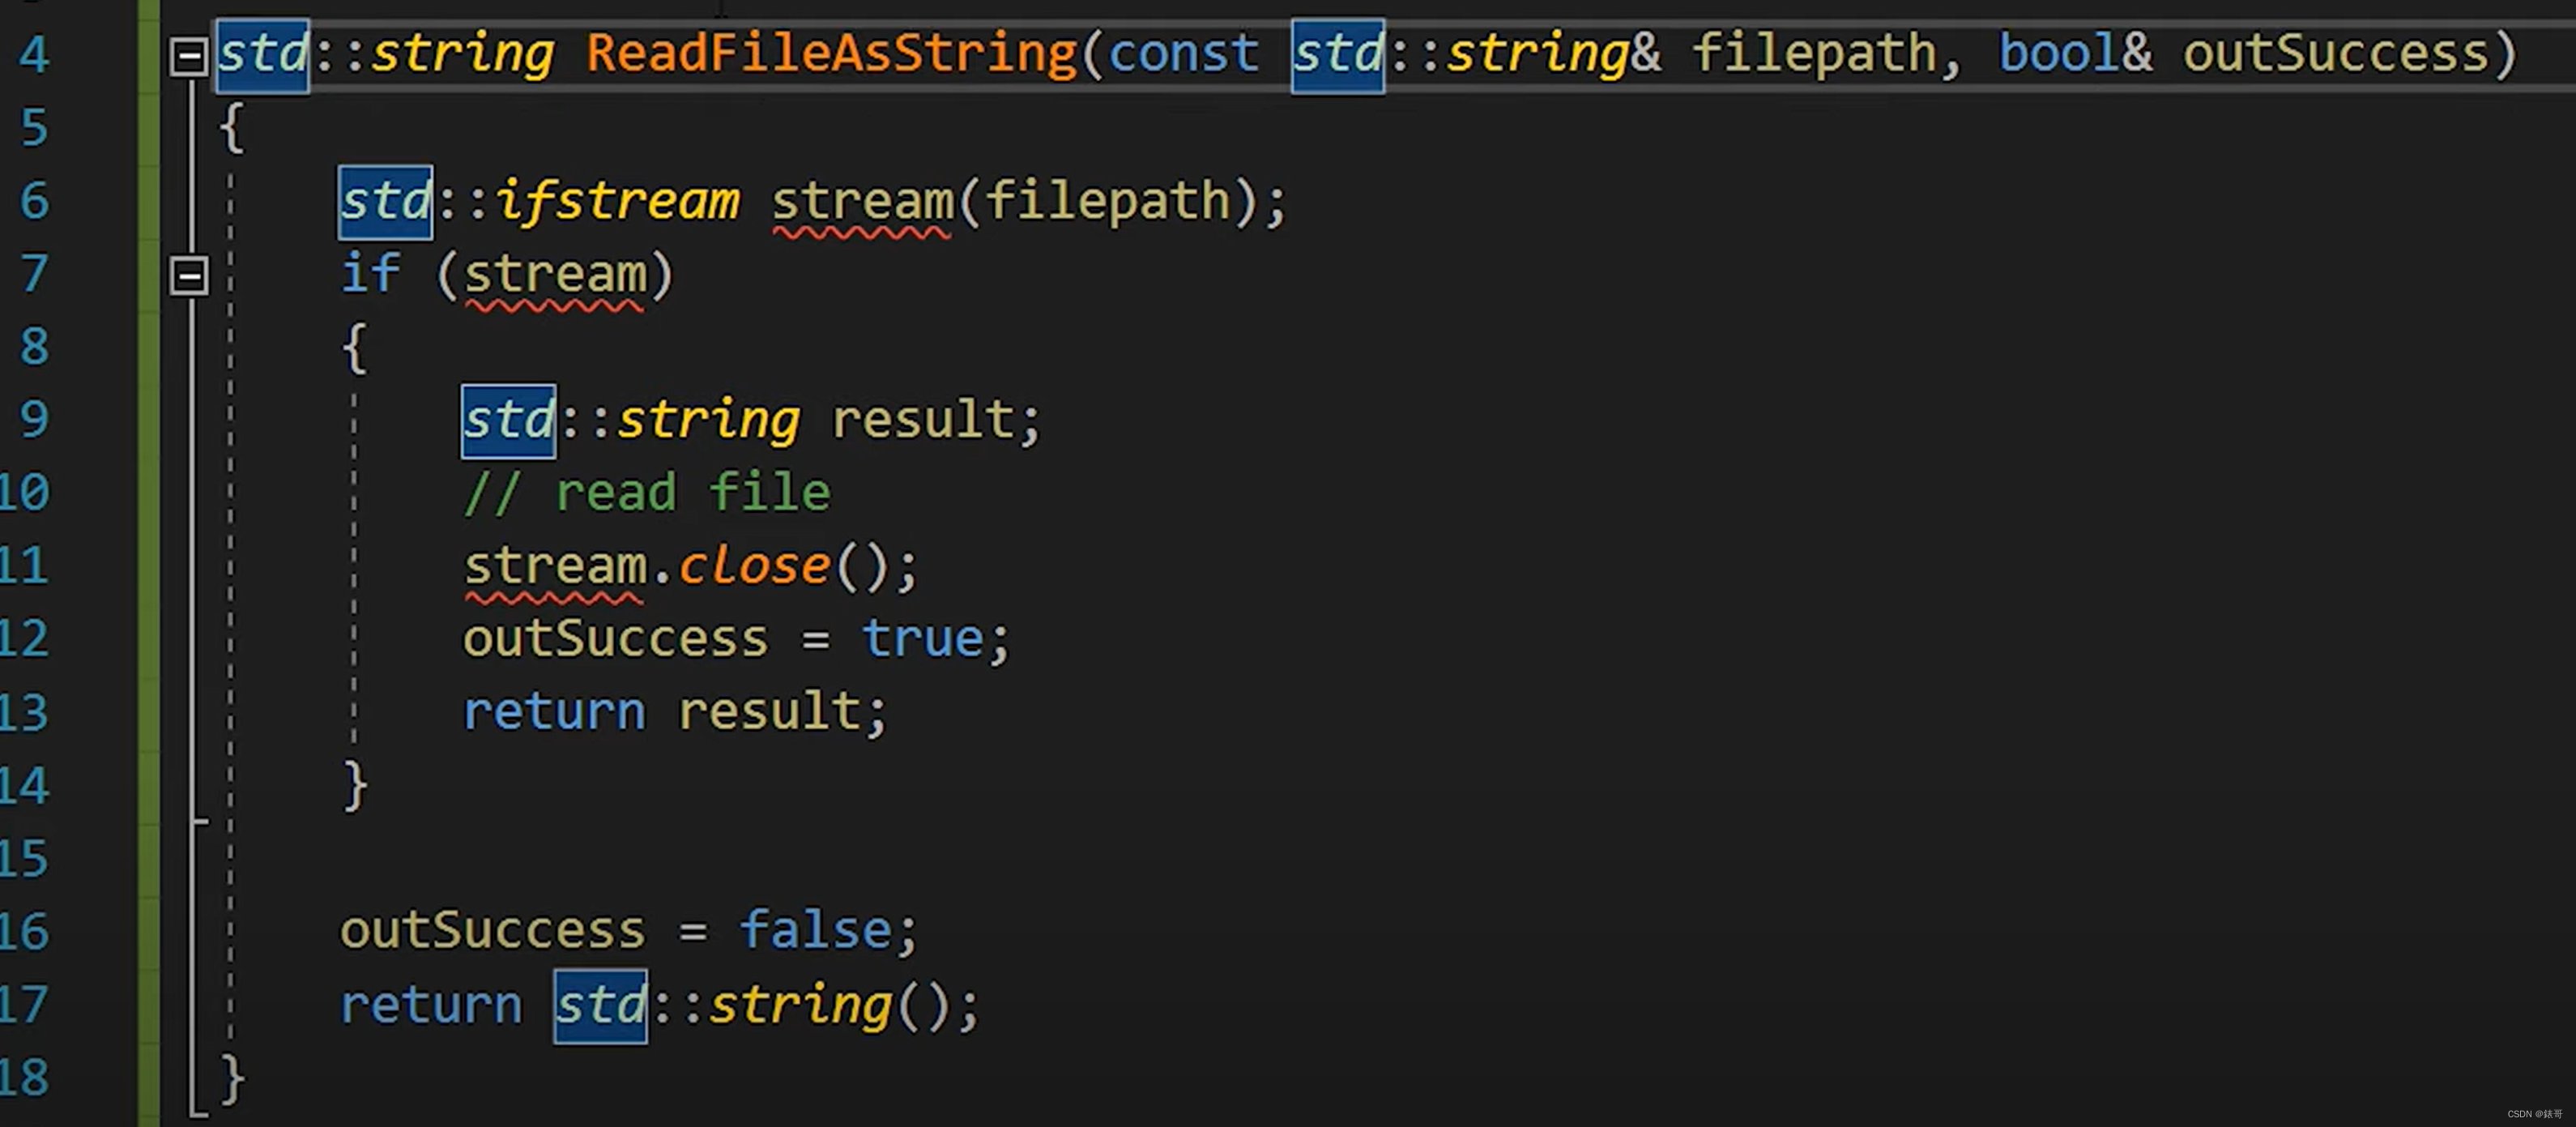 4 std::string ReadFileAsString(const std::string& filepath, bool& outSuccess)
5 {
6     std::ifstream stream(filepath);
7     if (stream)
8     {
9         std::string result;
10         // read file
11         stream.close();
12         outSuccess = true;
13         return result;
14     }
15
16     outSuccess = false;
17     return std::string();
18 }
CSDN @錶哥